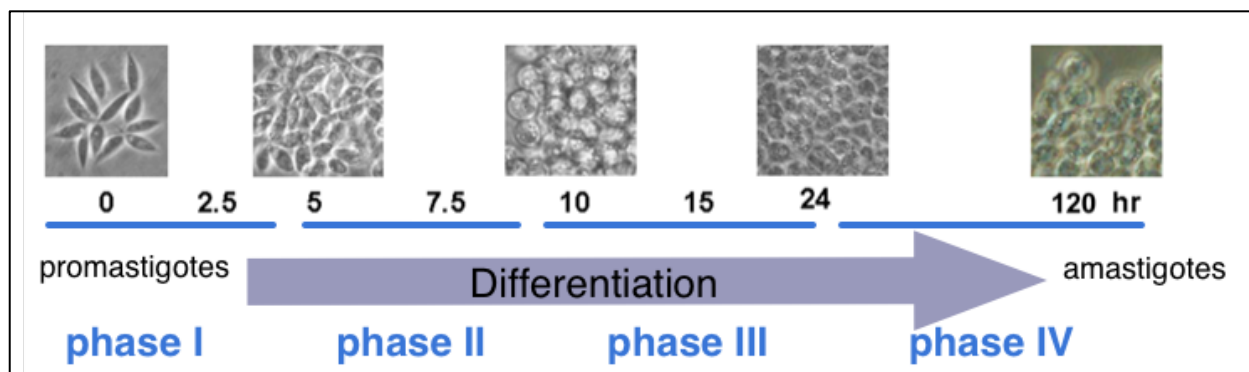 0 2.5 5 7.5 10 15 24 120 hr
promastigotes Differentiation amastigotes
phase I phase II phase III phase IV